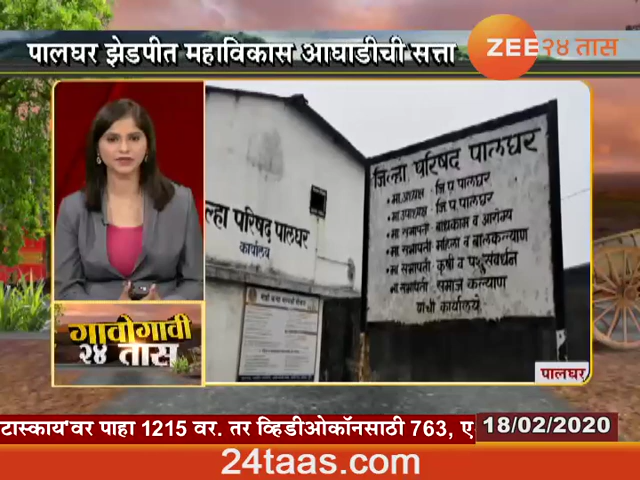 पालघर झेडपीत महाविकास आघाडीची सत्ता
ZEE २४ तास
जिल्हा परिषद पालघर
• मा. अध्यक्ष जि प पालघर
• मा. उपाध्यक्ष जि प पालघर
• मा. सभापती बांधकाम व आरोग्य
• मा सभापती महिला व बालकल्याण
• मा सभापती कृषी व पशुसंवर्धन
• मा. सभापती समाज कल्याण
यांचे कार्यालय
ल्हा परिषद पालघर
कार्यालय
गावोगावी
२४ तास
पालघर
टास्काय'वर पाहा 1215 वर. तर व्हिडीओकॉनसाठी 763, ए
18/02/2020
24taas.com